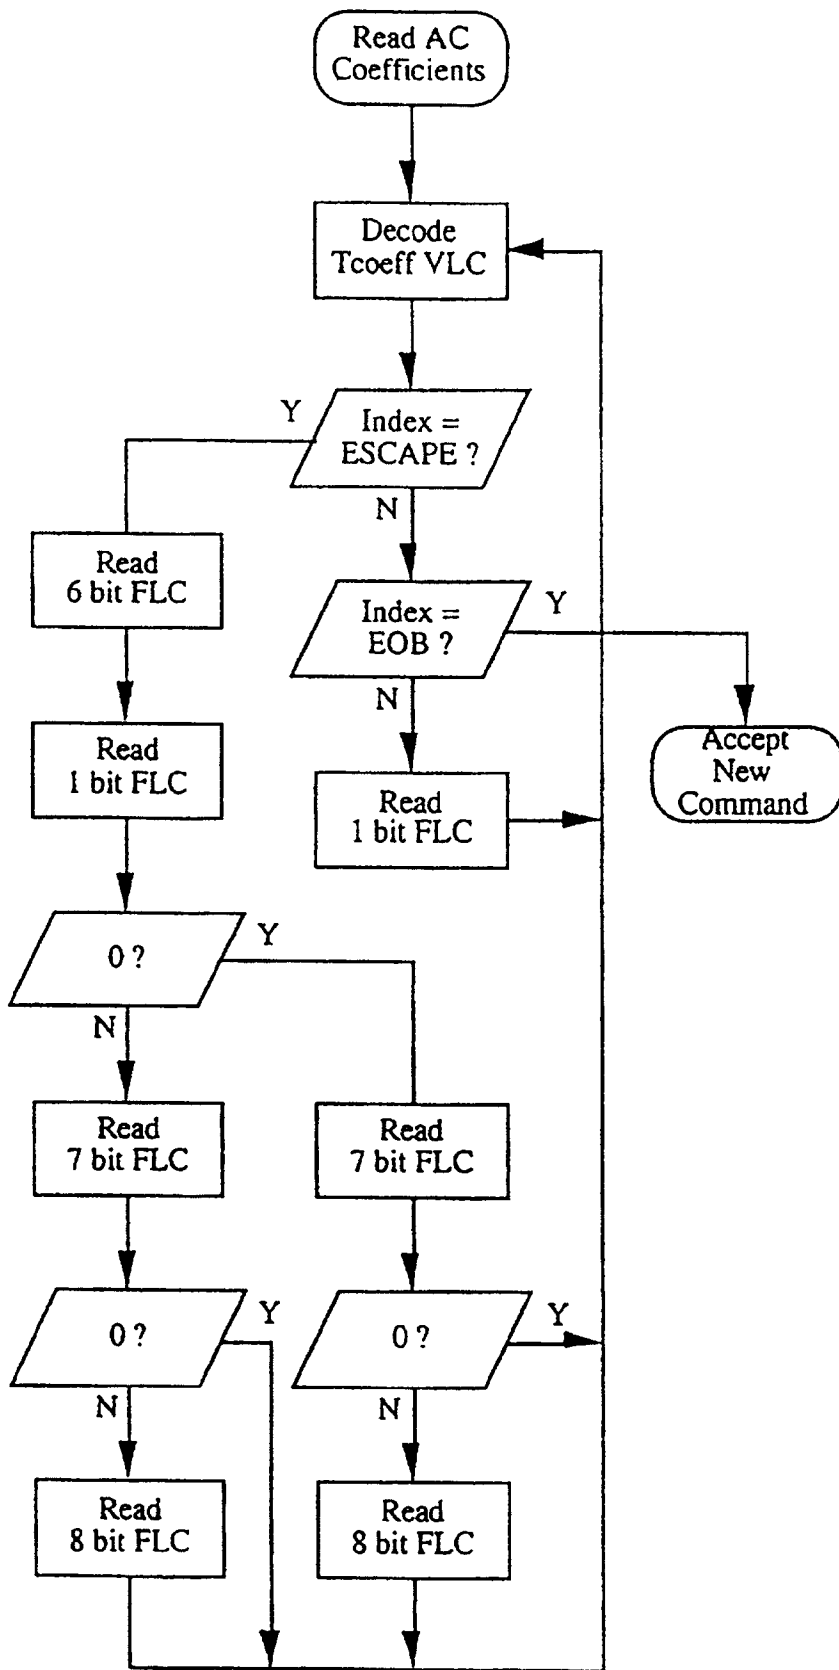 Read AC
Coefficients
Decode
Tcoeff VLC
Y
Index =
ESCAPE ?
N
Read
6 bit FLC
Index =
EOB ?
Y
N
Read
1 bit FLC
Accept
New
Command
Read
1 bit FLC
0 ?
Y
N
Read
7 bit FLC
Read
7 bit FLC
0 ?
Y
N
0 ?
Y
N
Read
8 bit FLC
Read
8 bit FLC